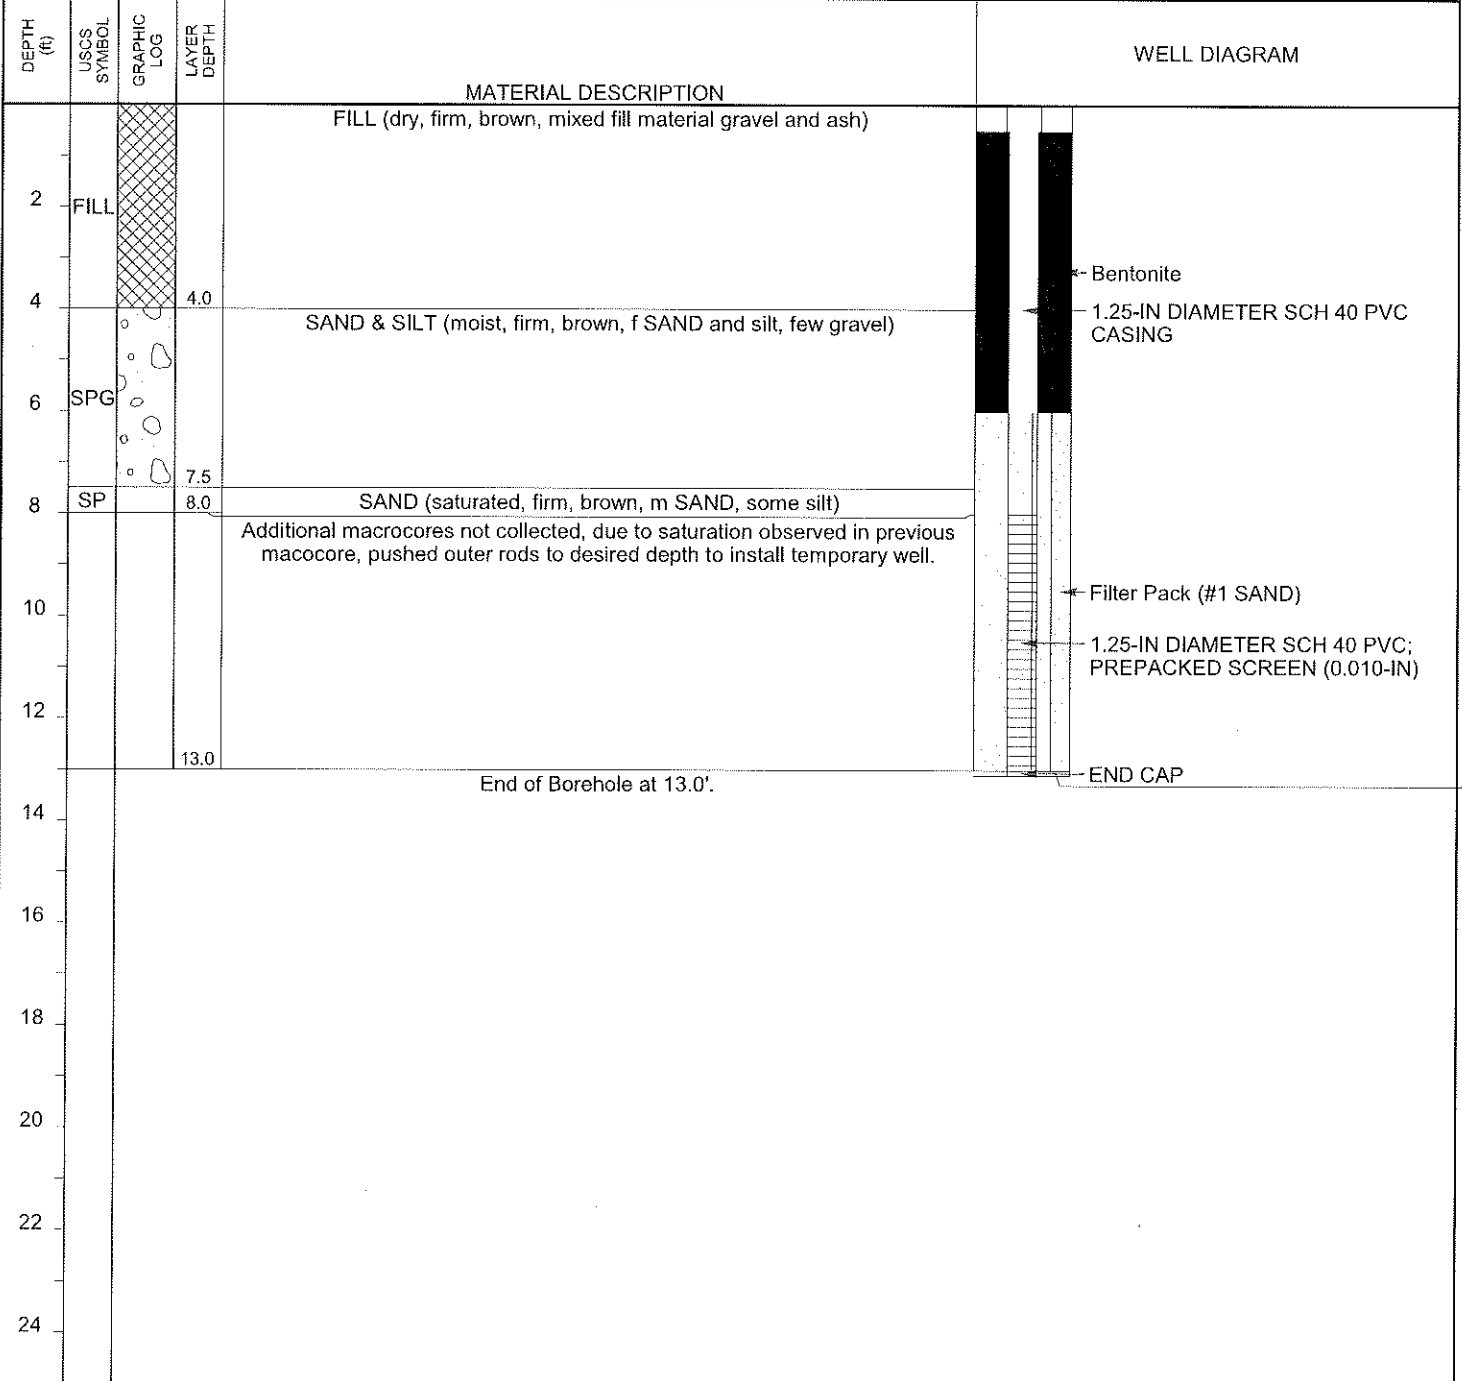 DEPTH
(ft)
USCS
SYMBOL
GRAPHIC
LOG
LAYER
DEPTH
MATERIAL DESCRIPTION
WELL DIAGRAM
FILL (dry, firm, brown, mixed fill material gravel and ash)
2
FILL
Bentonite
4
4.0
1.25-IN DIAMETER SCH 40 PVC
CASING
SAND & SILT (moist, firm, brown, f SAND and silt, few gravel)
6
SPG
7.5
8
SP
8.0
SAND (saturated, firm, brown, m SAND, some silt)
Additional macrocores not collected, due to saturation observed in previous
macocore, pushed outer rods to desired depth to install temporary well.
10
Filter Pack (#1 SAND)
1.25-IN DIAMETER SCH 40 PVC;
PREPACKED SCREEN (0.010-IN)
12
13.0
End of Borehole at 13.0'.
END CAP
14
16
18
20
22
24